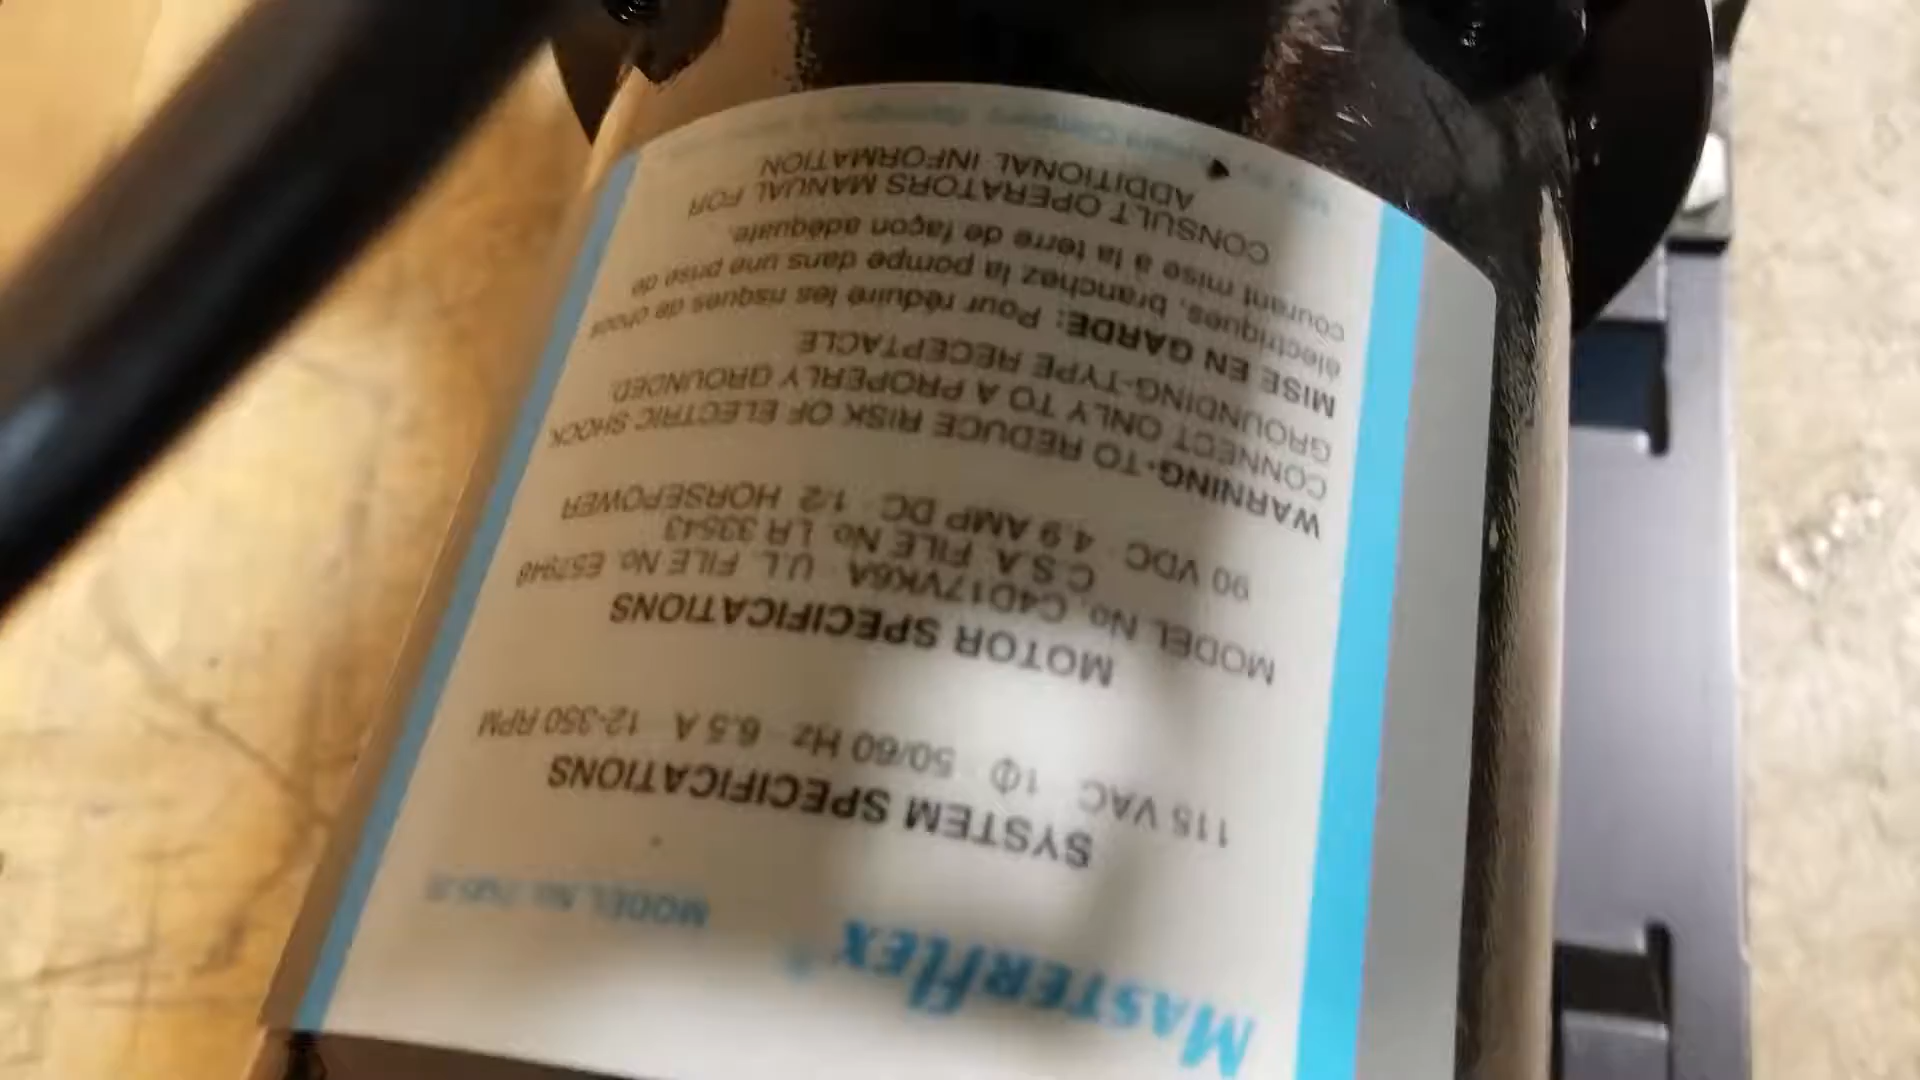 MASTERflEX®
MODEL No.
SYSTEM SPECIFICATIONS
115 VAC 1Φ 50/60 Hz 6.5 A 12-350 RPM
MOTOR SPECIFICATIONS
MODEL No. C4D17VK6A U.L. FILE No. E57948
C.S.A. FILE No. LR 33543
90 VDC 4.9 AMP DC 1/2 HORSEPOWER
WARNING-TO REDUCE RISK OF ELECTRIC SHOCK
CONNECT ONLY TO A PROPERLY GROUNDED,
GROUNDING-TYPE RECEPTACLE
MISE EN GARDE: Pour réduire les risques de chocs
électriques, branchez la pompe dans une prise de
courant mise a la terre de façon adéquate.
CONSULT OPERATORS MANUAL FOR
ADDITIONAL INFORMATION